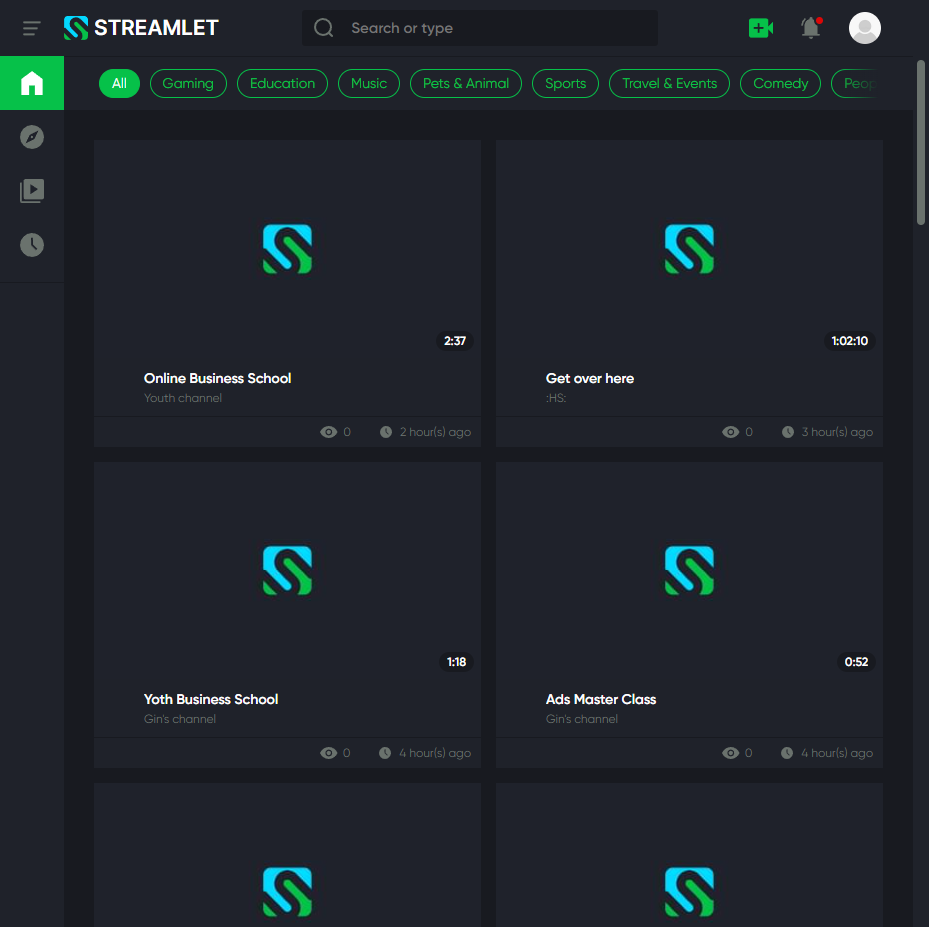 STREAMLET
Search or type
All Gaming Education Music Pets & Animal Sports Travel & Events Comedy
2:37
1:02:10
Online Business School
Youth channel
0 2 hour(s) ago
Get over here
:HS:
0 3 hour(s) ago
1:18
0:52
Yoth Business School
Gin's channel
0 4 hour(s) ago
Ads Master Class
Gin's channel
0 4 hour(s) ago